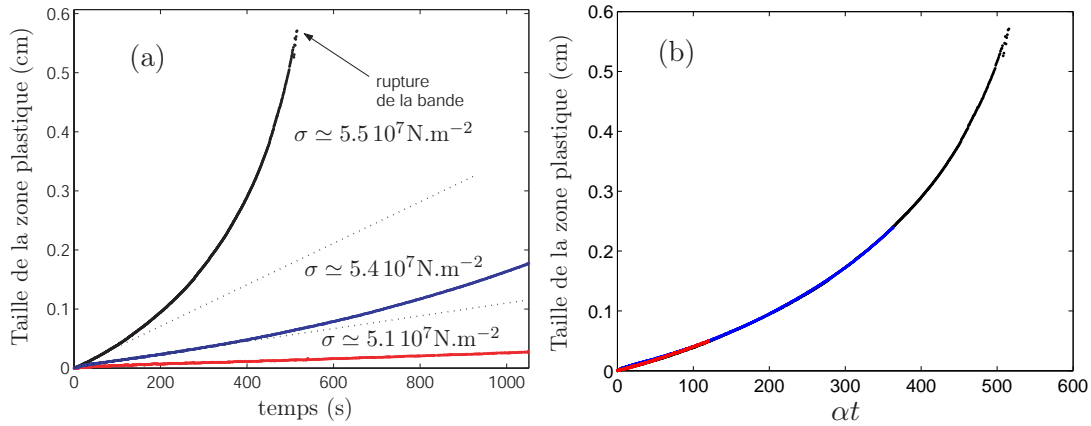 (a)
rupture
de la bande
σ ≃ 5.5 10⁷N.m⁻²
σ ≃ 5.4 10⁷N.m⁻²
σ ≃ 5.1 10⁷N.m⁻²
Taille de la zone plastique (cm)
0.6
0.5
0.4
0.3
0.2
0.1
0
0 200 400 600 800 1000
temps (s)
(b)
Taille de la zone plastique (cm)
0.6
0.5
0.4
0.3
0.2
0.1
0
0 100 200 300 400 500 600
αt